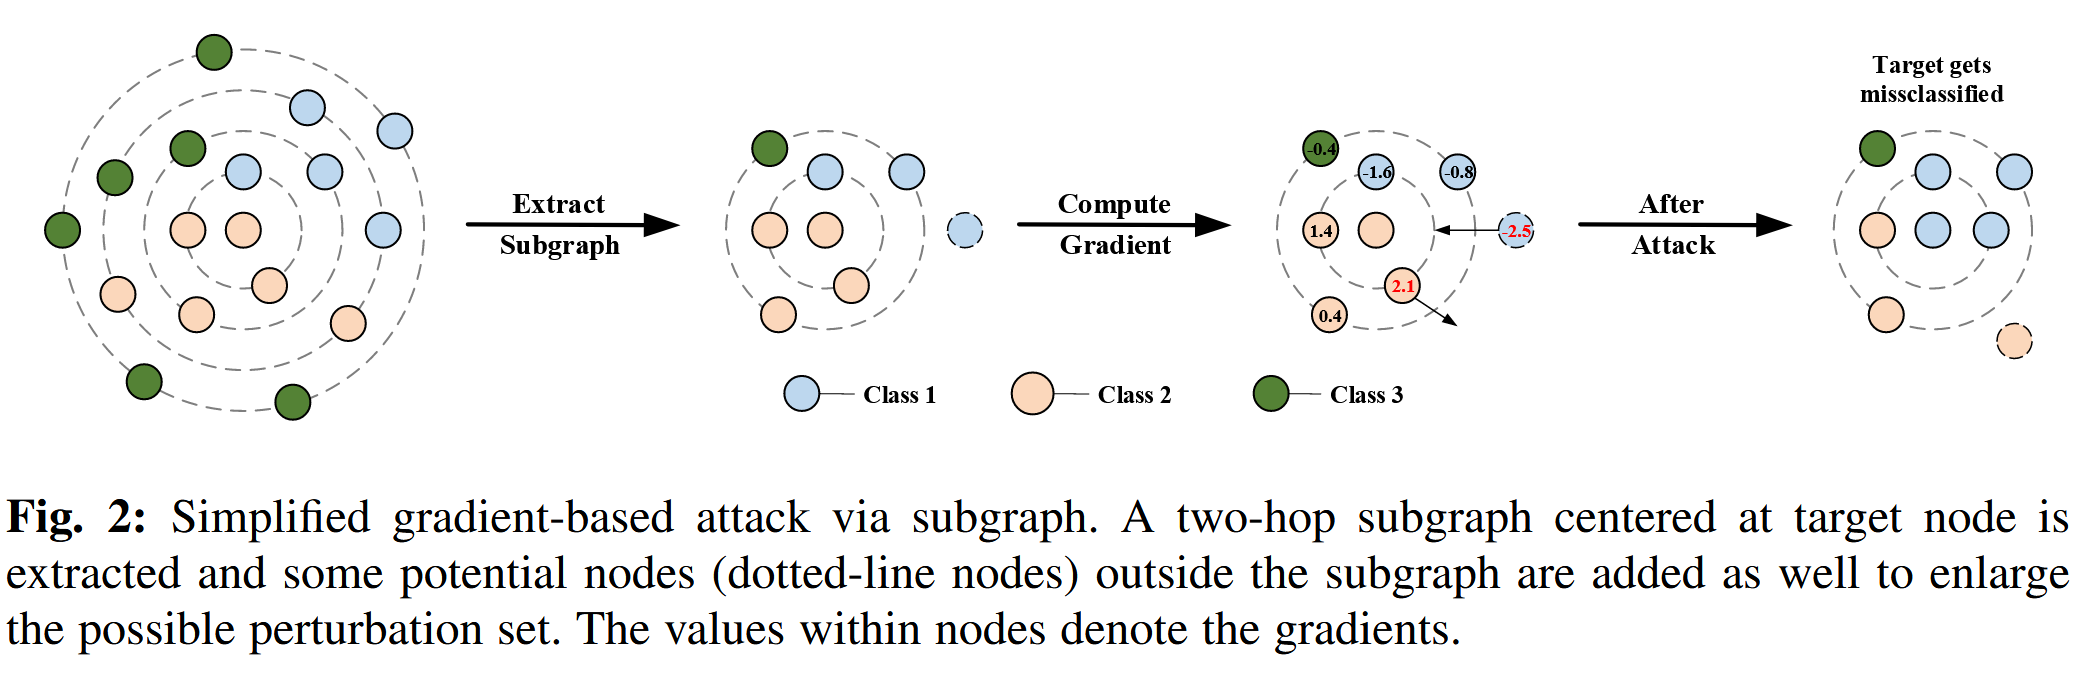 Target gets
missclassified
Extract
Subgraph
Compute
Gradient
After
Attack
-0.4
-1.6
-0.8
1.4
-2.5
2.1
0.4
Class 1
Class 2
Class 3
Fig. 2: Simplified gradient-based attack via subgraph. A two-hop subgraph centered at target node is
extracted and some potential nodes (dotted-line nodes) outside the subgraph are added as well to enlarge
the possible perturbation set. The values within nodes denote the gradients.